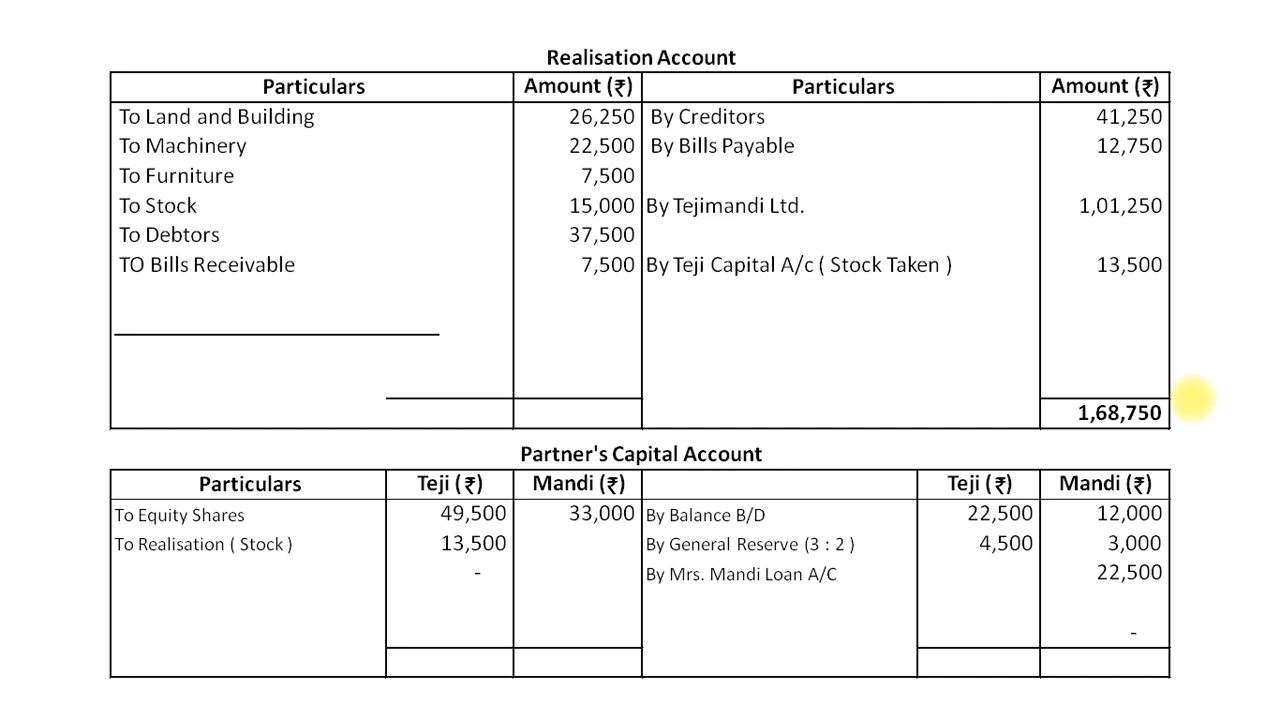 Realisation Account
Particulars Amount (₹) Particulars Amount (₹)
To Land and Building 26,250 By Creditors 41,250
To Machinery 22,500 By Bills Payable 12,750
To Furniture 7,500
To Stock 15,000 By Tejimandi Ltd. 1,01,250
To Debtors 37,500
TO Bills Receivable 7,500 By Teji Capital A/c ( Stock Taken ) 13,500
1,68,750
Partner's Capital Account
Particulars Teji (₹) Mandi (₹) Teji (₹) Mandi (₹)
To Equity Shares 49,500 33,000 By Balance B/D 22,500 12,000
To Realisation ( Stock ) 13,500 By General Reserve (3 : 2 ) 4,500 3,000
- By Mrs. Mandi Loan A/C 22,500
-